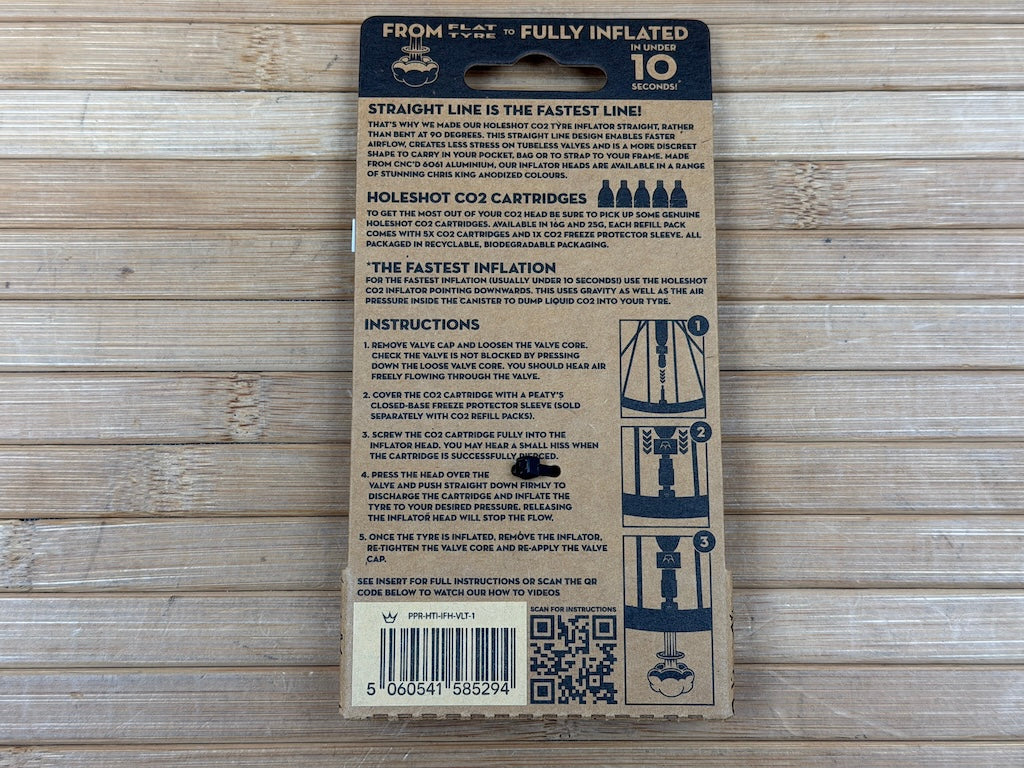 FROM FLAT TYRE TO FULLY INFLATED
IN UNDER
10
SECONDS!*
STRAIGHT LINE IS THE FASTEST LINE!
THAT'S WHY WE MADE OUR HOLESHOT CO2 TYRE INFLATOR STRAIGHT, RATHER
THAN BENT AT 90 DEGREES. THIS STRAIGHT LINE DESIGN ENABLES FASTER
AIRFLOW, CREATES LESS STRESS ON TUBELESS VALVES AND IS A MORE DISCREET
SHAPE TO CARRY IN YOUR POCKET, BAG OR TO STRAP TO YOUR FRAME. MADE
FROM CNC'D 6061 ALUMINIUM. OUR INFLATOR HEADS ARE AVAILABLE IN A RANGE
OF STUNNING CHRIS KING ANODIZED COLOURS.
HOLESHOT CO2 CARTRIDGES
TO GET THE MOST OUT OF YOUR CO2 HEAD BE SURE TO PICK UP SOME GENUINE
HOLESHOT CO2 CARTRIDGES. AVAILABLE IN 16G AND 25G, EACH REFILL PACK
COMES WITH 5X CO2 CARTRIDGES AND 1X CO2 FREEZE PROTECTOR SLEEVE. ALL
PACKAGED IN RECYCLABLE, BIODEGRADABLE PACKAGING.
*THE FASTEST INFLATION
FOR THE FASTEST INFLATION (USUALLY UNDER 10 SECONDS!) USE THE HOLESHOT
CO2 INFLATOR POINTING DOWNWARDS. THIS USES GRAVITY AS WELL AS THE AIR
PRESSURE INSIDE THE CANISTER TO DUMP LIQUID CO2 INTO YOUR TYRE.
INSTRUCTIONS
1. REMOVE VALVE CAP AND LOOSEN THE VALVE CORE.
CHECK THE VALVE IS NOT BLOCKED BY PRESSING
DOWN THE LOOSE VALVE CORE. YOU SHOULD HEAR AIR
FREELY FLOWING THROUGH THE VALVE.
2. COVER THE CO2 CARTRIDGE WITH A PEATY'S
CLOSED-BASE FREEZE PROTECTOR SLEEVE (SOLD
SEPARATELY WITH CO2 REFILL PACKS).
3. SCREW THE CO2 CARTRIDGE FULLY INTO THE
INFLATOR HEAD. YOU MAY HEAR A SMALL HISS WHEN
THE CARTRIDGE IS SUCCESSFULLY PIERCED.
4. PRESS THE HEAD OVER THE
VALVE AND PUSH STRAIGHT DOWN FIRMLY TO
DISCHARGE THE CARTRIDGE AND INFLATE THE
TYRE TO YOUR DESIRED PRESSURE. RELEASING
THE INFLATOR HEAD WILL STOP THE FLOW.
5. ONCE THE TYRE IS INFLATED, REMOVE THE INFLATOR,
RE-TIGHTEN THE VALVE CORE AND RE-APPLY THE VALVE
CAP.
1
2
3
SEE INSERT FOR FULL INSTRUCTIONS OR SCAN THE QR
CODE BELOW TO WATCH OUR HOW TO VIDEOS
PPR-HTI-IFH-VLT-1
5 060541 585294
SCAN FOR INSTRUCTIONS